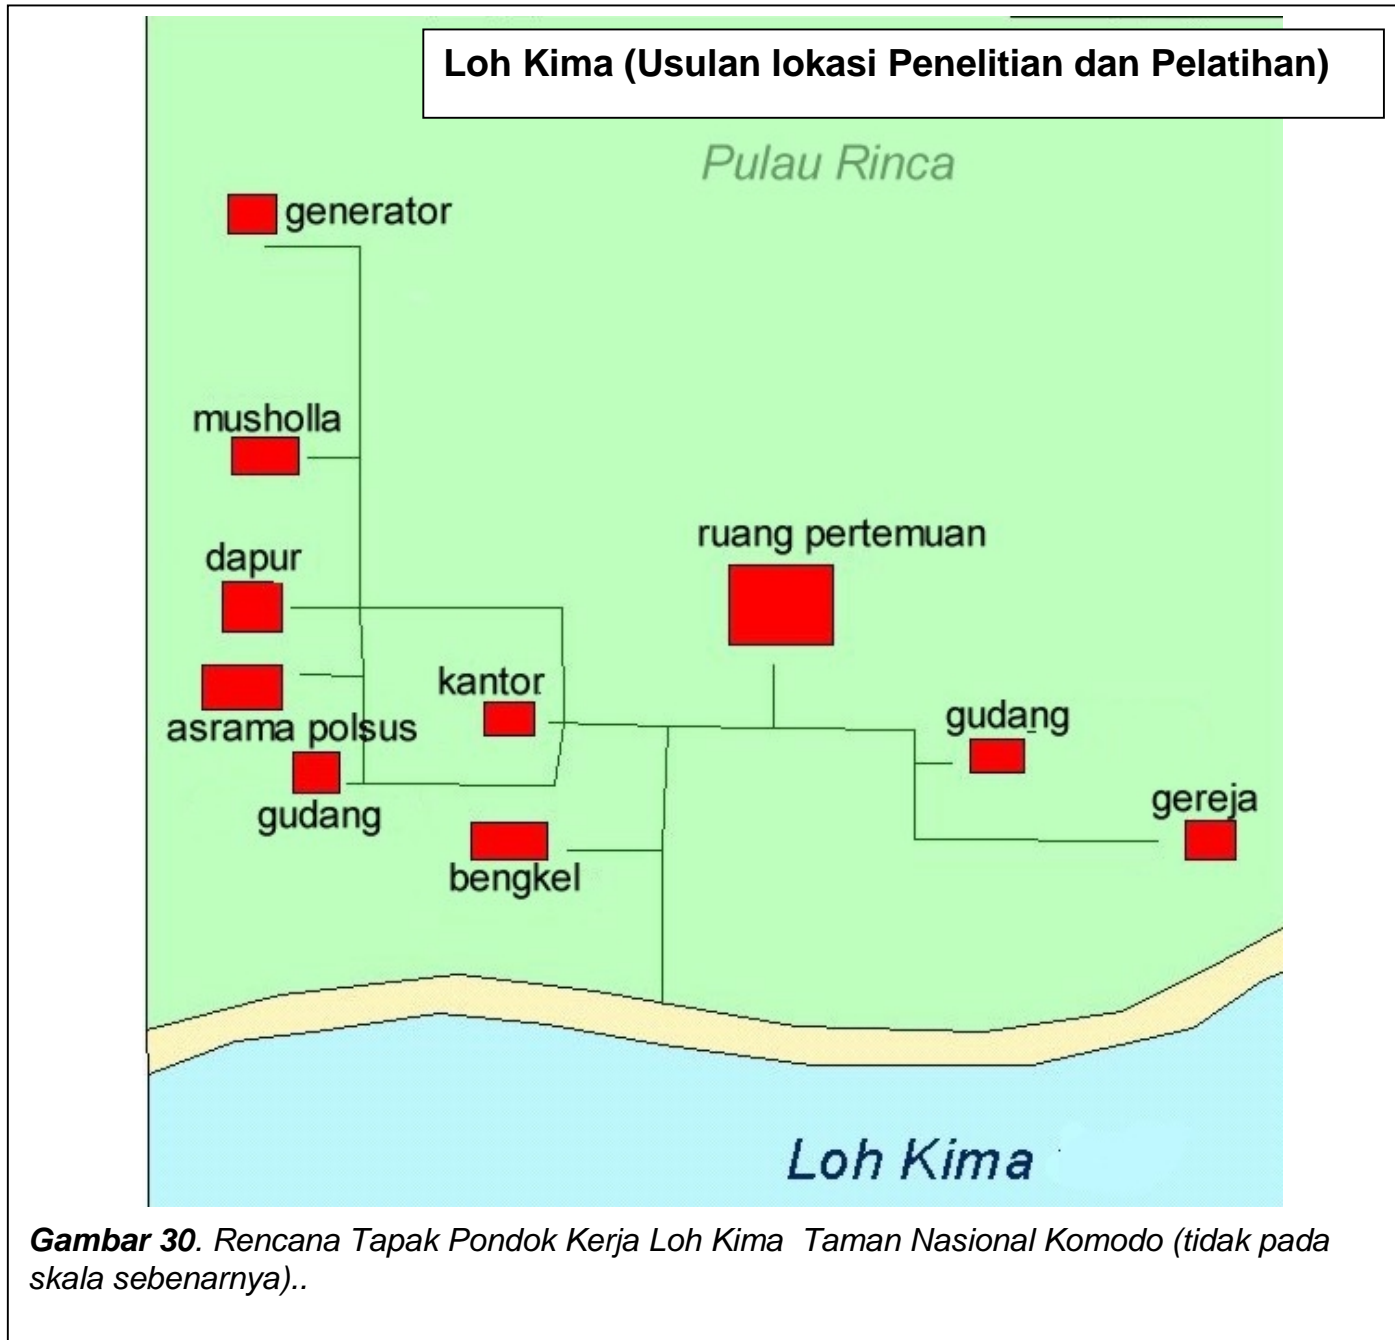 Loh Kima (Usulan lokasi Penelitian dan Pelatihan)
Pulau Rinca
generator
musholla
dapur
ruang pertemuan
kantor
asrama polsus
gudang
gudang
gereja
bengkel
Loh Kima
Gambar 30. Rencana Tapak Pondok Kerja Loh Kima  Taman Nasional Komodo (tidak pada
skala sebenarnya)..